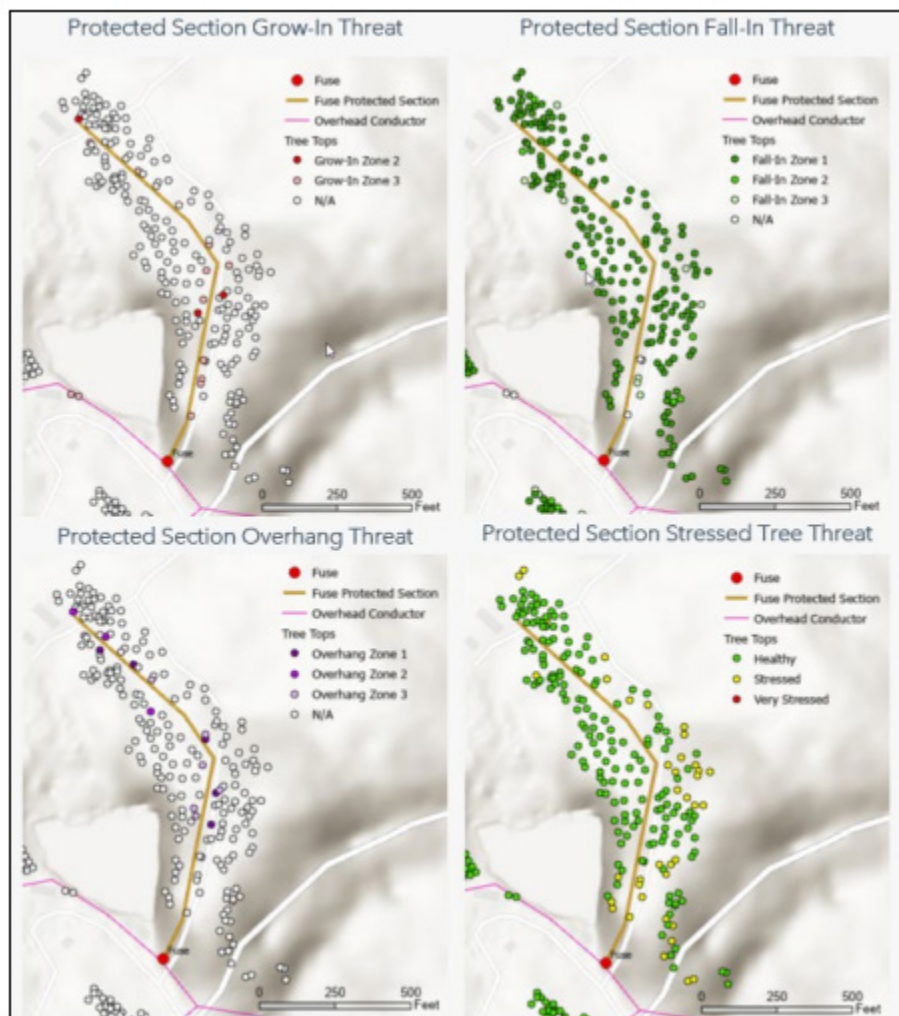 Protected Section Grow-In Threat
Fuse
Fuse Protected Section
Overhead Conductor
Tree Tops
Grow-In Zone 2
Grow-In Zone 3
N/A
Fuse
0 250 500
Feet
Protected Section Fall-In Threat
Fuse
Fuse Protected Section
Overhead Conductor
Tree Tops
Fall-In Zone 1
Fall-In Zone 2
Fall-In Zone 3
N/A
Fuse
0 250 500
Feet
Protected Section Overhang Threat
Fuse
Fuse Protected Section
Overhead Conductor
Tree Tops
Overhang Zone 1
Overhang Zone 2
Overhang Zone 3
N/A
Fuse
0 250 500
Feet
Protected Section Stressed Tree Threat
Fuse
Fuse Protected Section
Overhead Conductor
Tree Tops
Healthy
Stressed
Very Stressed
Fuse
0 250 500
Feet